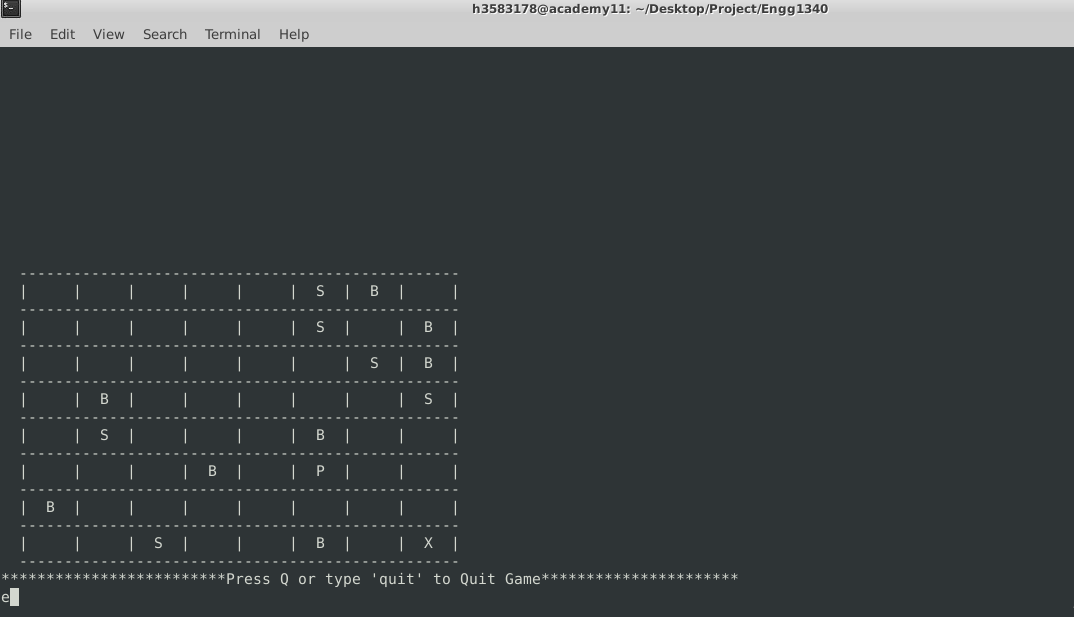 h3583178@academy11: ~/Desktop/Project/Engg1340
File Edit View Search Terminal Help
-------------------------------------------------
|     |     |     |     |     |  S  |  B  |     |
-------------------------------------------------
|     |     |     |     |     |  S  |     |  B  |
-------------------------------------------------
|     |     |     |     |     |     |  S  |  B  |
-------------------------------------------------
|     |  B  |     |     |     |     |     |  S  |
-------------------------------------------------
|     |  S  |     |     |     |  B  |     |     |
-------------------------------------------------
|     |     |     |  B  |     |  P  |     |     |
-------------------------------------------------
|  B  |     |     |     |     |     |     |     |
-------------------------------------------------
|     |     |  S  |     |     |  B  |     |  X  |
-------------------------------------------------
*************************Press Q or type 'quit' to Quit Game**********************
e